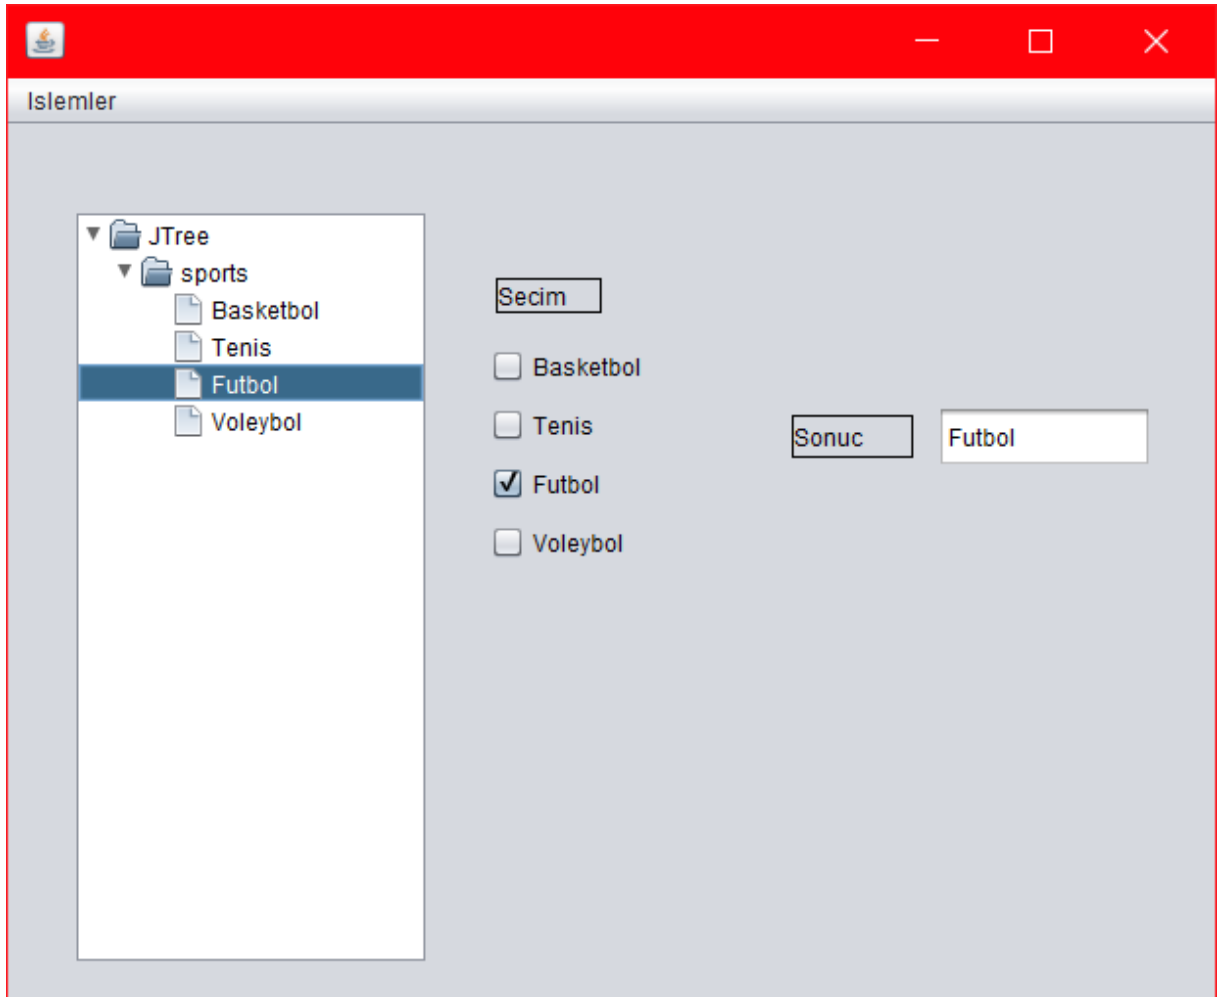 Islemler
JTree
sports
Basketbol
Tenis
Futbol
Voleybol
Secim
Basketbol
Tenis
Futbol
Voleybol
Sonuc
Futbol